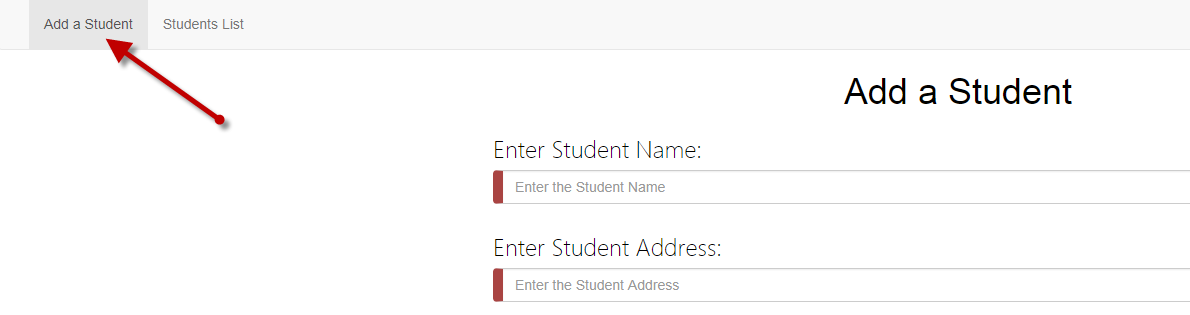 Add a Student Students List
Add a Student
Enter Student Name:
Enter the Student Name
Enter Student Address:
Enter the Student Address